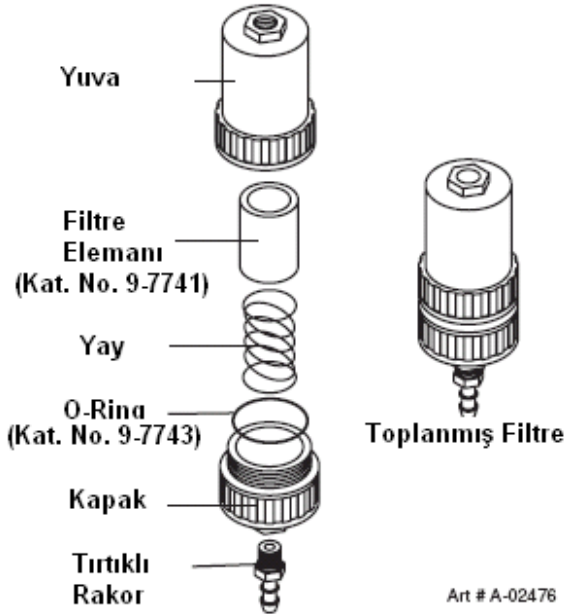 Yuva
Filtre
Elemanı
(Kat. No. 9-7741)
Yay
O-Ring
(Kat. No. 9-7743)
Kapak
Tırtıklı
Rakor
Toplanmış Filtre
Art # A-02476